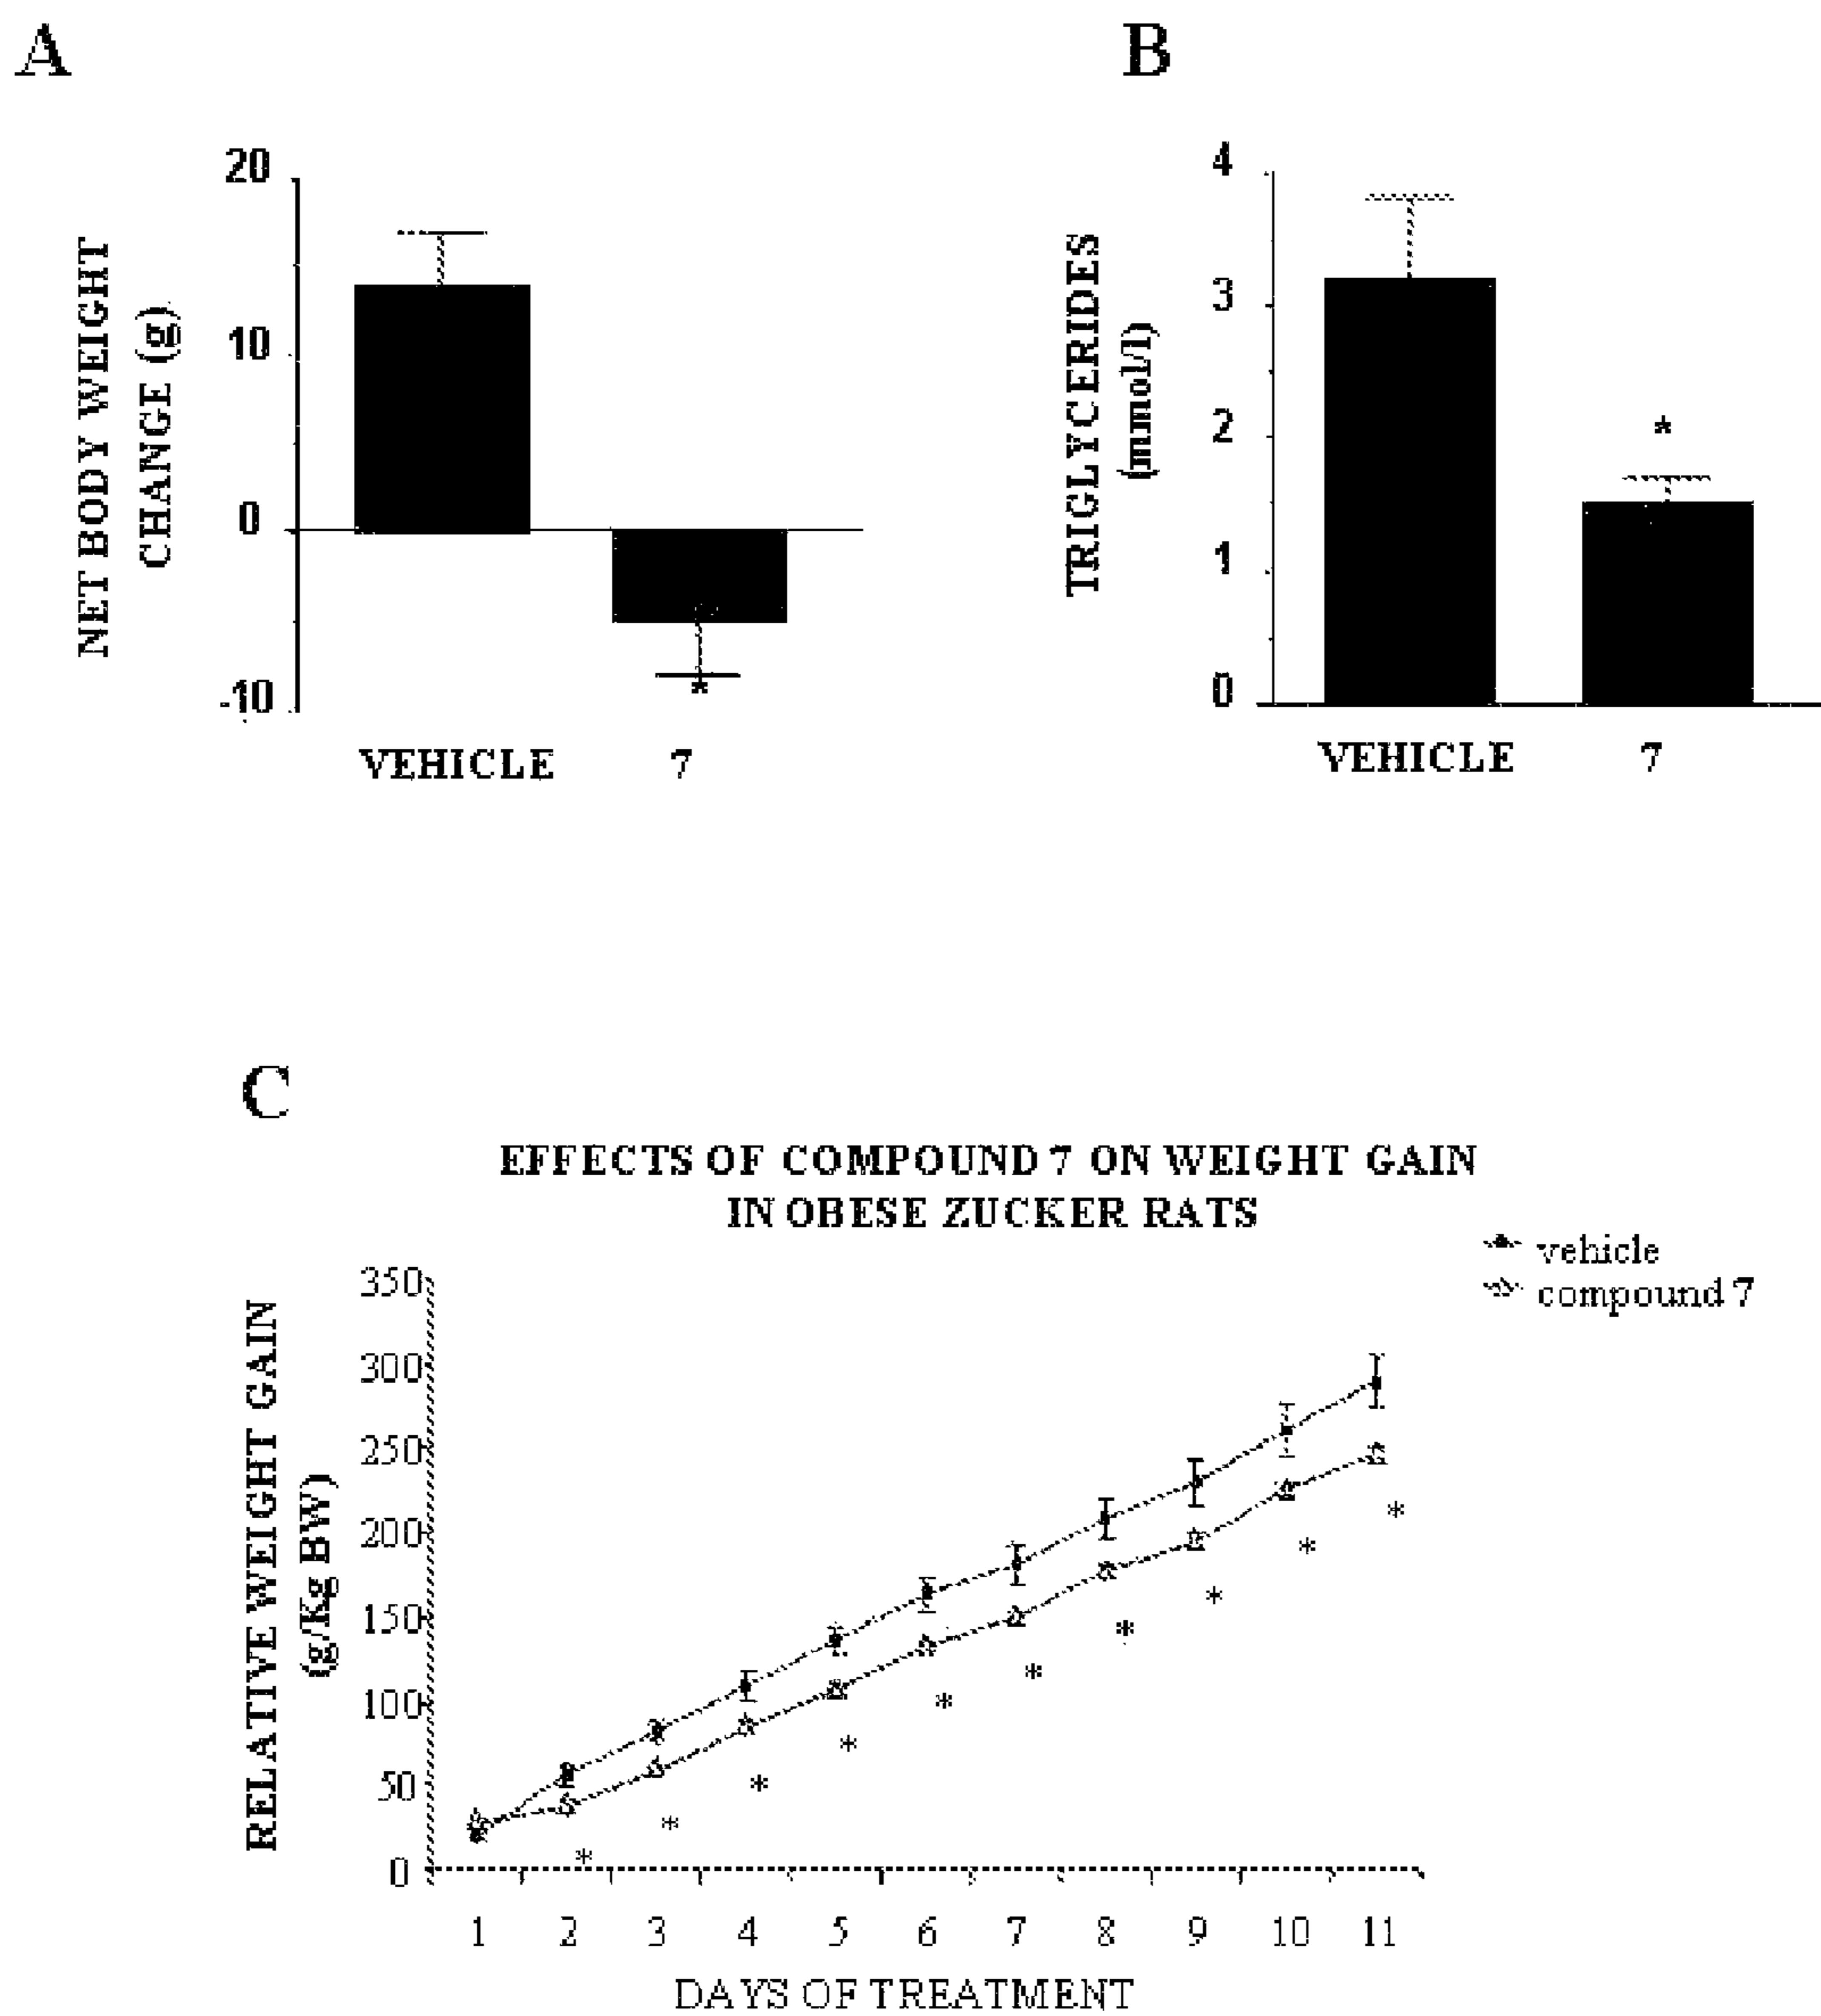 A
NET BODY WEIGHT
CHANGE (g)
20
10
0
-10
VEHICLE 7
*
B
TRIGLYCERIDES
(mmol/l)
4
3
2
1
0
*
VEHICLE 7
C
EFFECTS OF COMPOUND 7 ON WEIGHT GAIN
IN OBESE ZUCKER RATS
vehicle
compound 7
RELATIVE WEIGHT GAIN
(g/Kg BW)
350
300
250
200
150
100
50
0
* * * * * * * * * *
1 2 3 4 5 6 7 8 9 10 11
DAYS OF TREATMENT